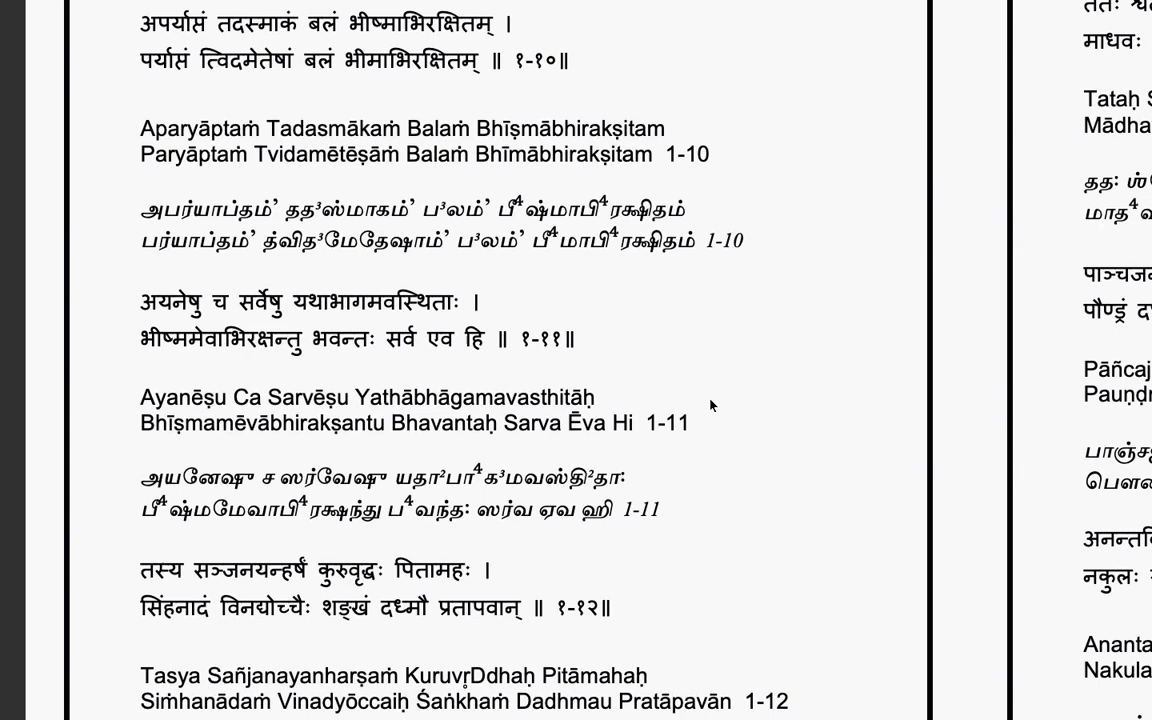 अपर्याप्तं तदस्माकं बलं भीष्माभिरक्षितम् ।
पर्याप्तं त्विदमेतेषां बलं भीमाभिरक्षितम् ॥ १-१०॥
Aparyāptaṁ Tadasmākaṁ Balaṁ Bhīṣmābhirakṣitam
Paryāptaṁ Tvidamētēṣāṁ Balaṁ Bhīmābhirakṣitam 1-10
அபர்யாப்தம்ʼ தத³ஸ்மாகம்ʼ ப³லம்ʼ பீ⁴ஷ்மாபி⁴ரக்ஷிதம்
பர்யாப்தம்ʼ த்வித³மேதேஷாம்ʼ ப³லம்ʼ பீ⁴மாபி⁴ரக்ஷிதம் 1-10
अयनेषु च सर्वेषु यथाभागमवस्थिताः ।
भीष्ममेवाभिरक्षन्तु भवन्तः सर्व एव हि ॥ १-११॥
Ayanēṣu Ca Sarvēṣu Yathābhāgamavasthitāḥ
Bhīṣmamēvābhirakṣantu Bhavantaḥ Sarva Ēva Hi 1-11
அயனேஷு ச ஸர்வேஷு யதா²பா⁴க³மவஸ்தி²தா꞉
பீ⁴ஷ்மமேவாபி⁴ரக்ஷந்து ப⁴வந்த꞉ ஸர்வ ஏவ ஹி 1-11
तस्य सञ्जनयन्हर्षं कुरुवृद्धः पितामहः ।
सिंहनादं विनद्योच्चैः शङ्खं दध्मौ प्रतापवान् ॥ १-१२॥
Tasya Sañjanayanharṣaṁ Kuruvr̥Ddhaḥ Pitāmahaḥ
Siṁhanādaṁ Vinadyōccaiḥ Śaṅkhaṁ Dadhmau Pratāpavān 1-12
ततः
माधवः
Tataḥ
தத꞉
नकुलः
Nakula